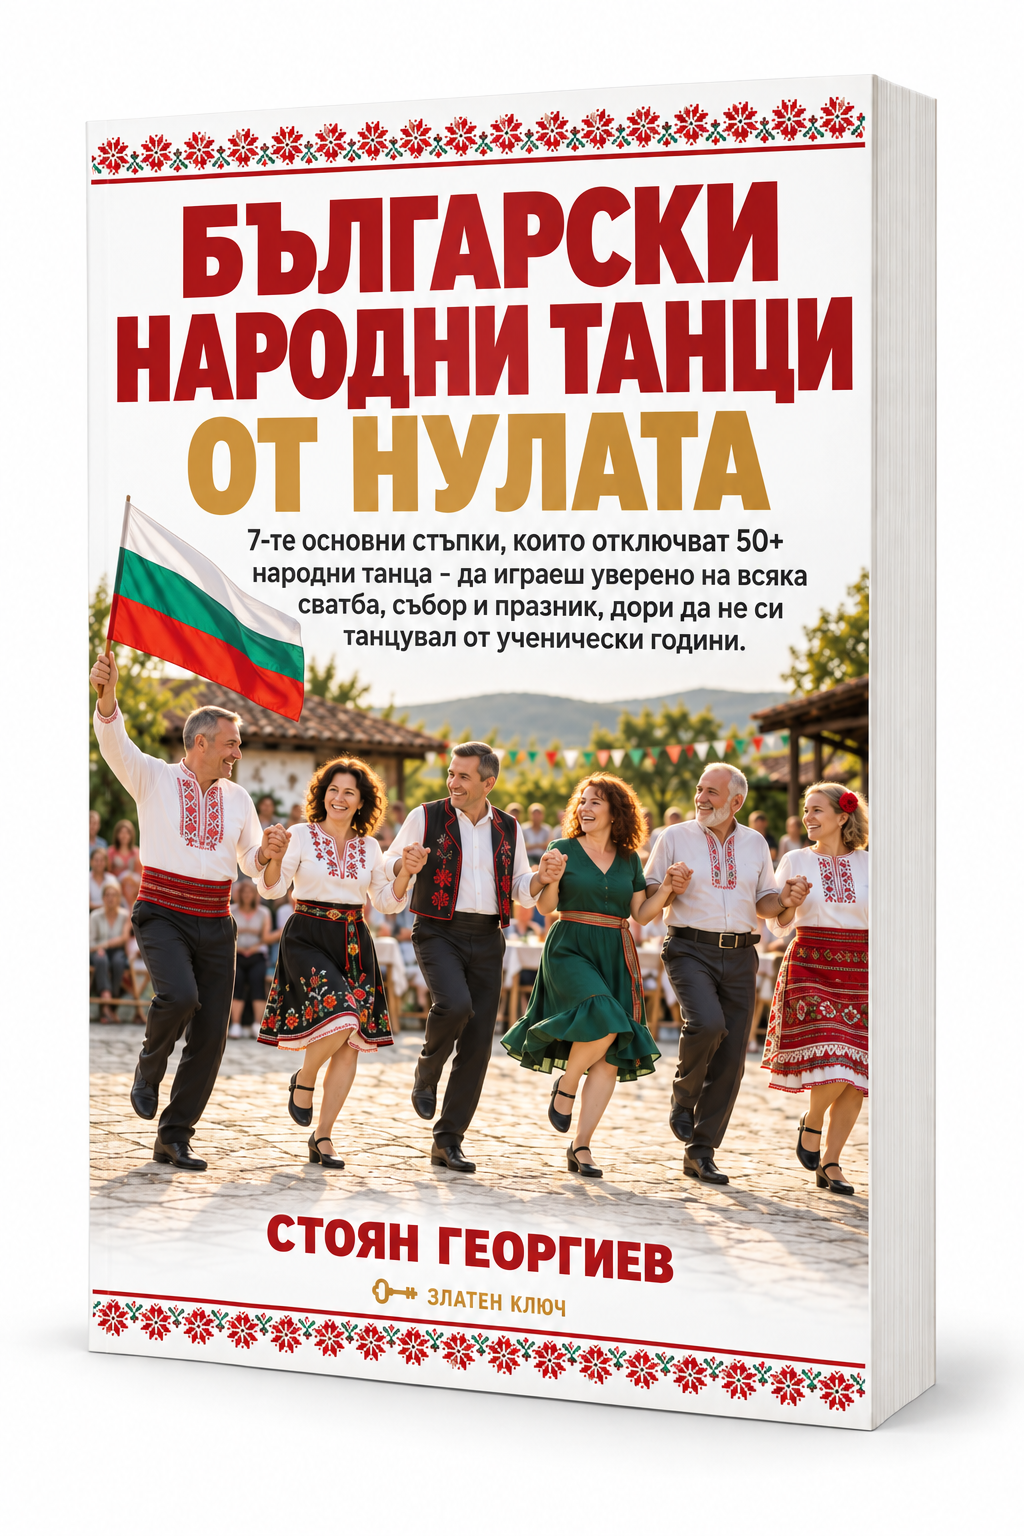 БЪЛГАРСКИ
НАРОДНИ ТАНЦИ
ОТ НУЛАТА
7-те основни стъпки, които отключват 50+
народни танца – да играеш уверено на всяка
сватба, събор и празник, дори да не си
танцувал от ученически години.
СТОЯН ГЕОРГИЕВ
ЗЛАТЕН КЛЮЧ